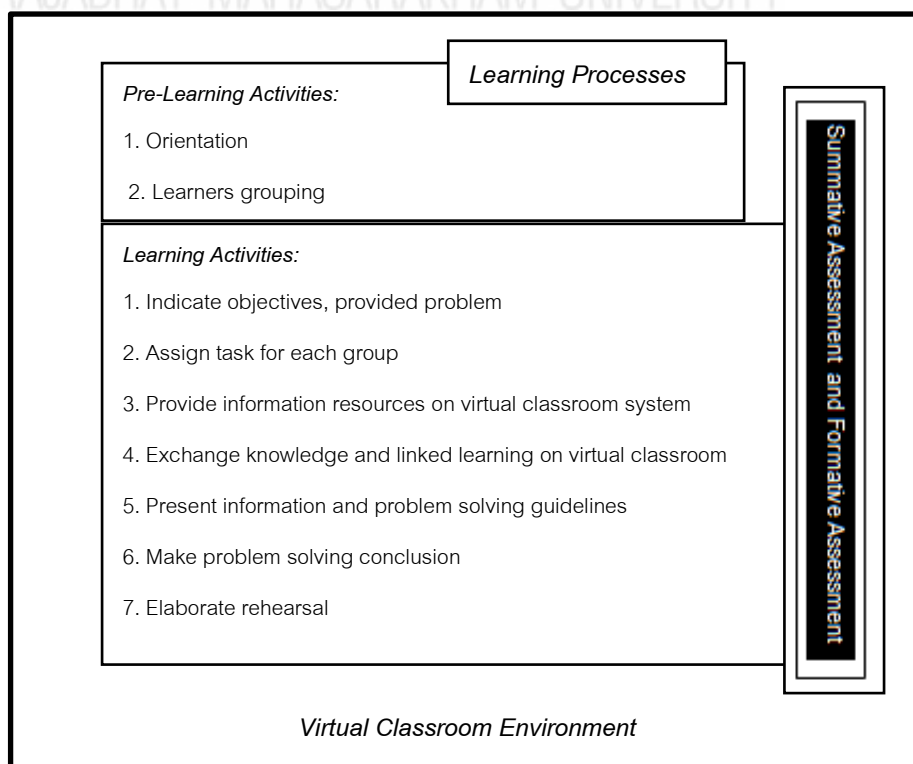 RAJABHAT MAHASARAKHAM UNIVERSITY
Learning Processes
Pre-Learning Activities:
1. Orientation
2. Learners grouping
Learning Activities:
1. Indicate objectives, provided problem
2. Assign task for each group
3. Provide information resources on virtual classroom system
4. Exchange knowledge and linked learning on virtual classroom
5. Present information and problem solving guidelines
6. Make problem solving conclusion
7. Elaborate rehearsal
Summative Assessment and Formative Assessment
Virtual Classroom Environment